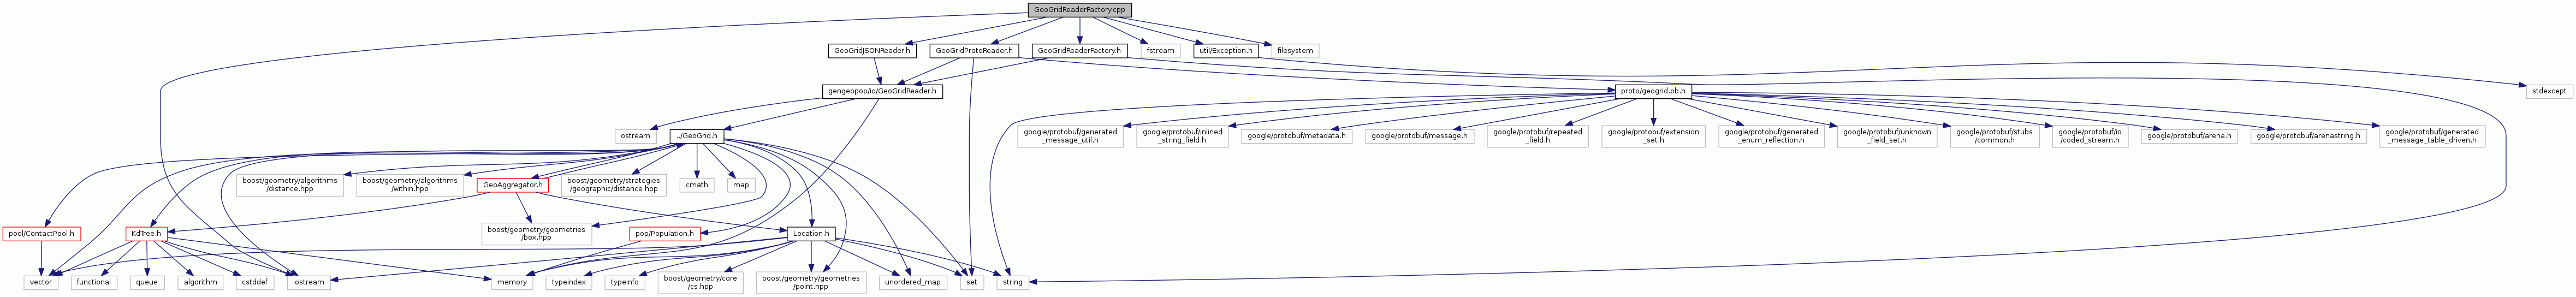 GeoGridReaderFactory.cpp
GeoGridJSONReader.h
GeoGridProtoReader.h
GeoGridReaderFactory.h
fstream
util/Exception.h
filesystem
gengeopop/io/GeoGridReader.h
proto/geogrid.pb.h
stdexcept
ostream
../GeoGrid.h
google/protobuf/generated
_message_util.h
google/protobuf/inlined
_string_field.h
google/protobuf/metadata.h
google/protobuf/message.h
google/protobuf/repeated
_field.h
google/protobuf/extension
_set.h
google/protobuf/generated
_enum_reflection.h
google/protobuf/unknown
_field_set.h
google/protobuf/stubs
/common.h
google/protobuf/io
/coded_stream.h
google/protobuf/arena.h
google/protobuf/arenastring.h
google/protobuf/generated
_message_table_driven.h
boost/geometry/algorithms
/distance.hpp
boost/geometry/algorithms
/within.hpp
GeoAggregator.h
boost/geometry/strategies
/geographic/distance.hpp
cmath
map
pool/ContactPool.h
KdTree.h
boost/geometry/geometries
/box.hpp
pop/Population.h
Location.h
vector
functional
queue
algorithm
cstddef
iostream
memory
typeindex
typeinfo
boost/geometry/core
/cs.hpp
boost/geometry/geometries
/point.hpp
unordered_map
set
string